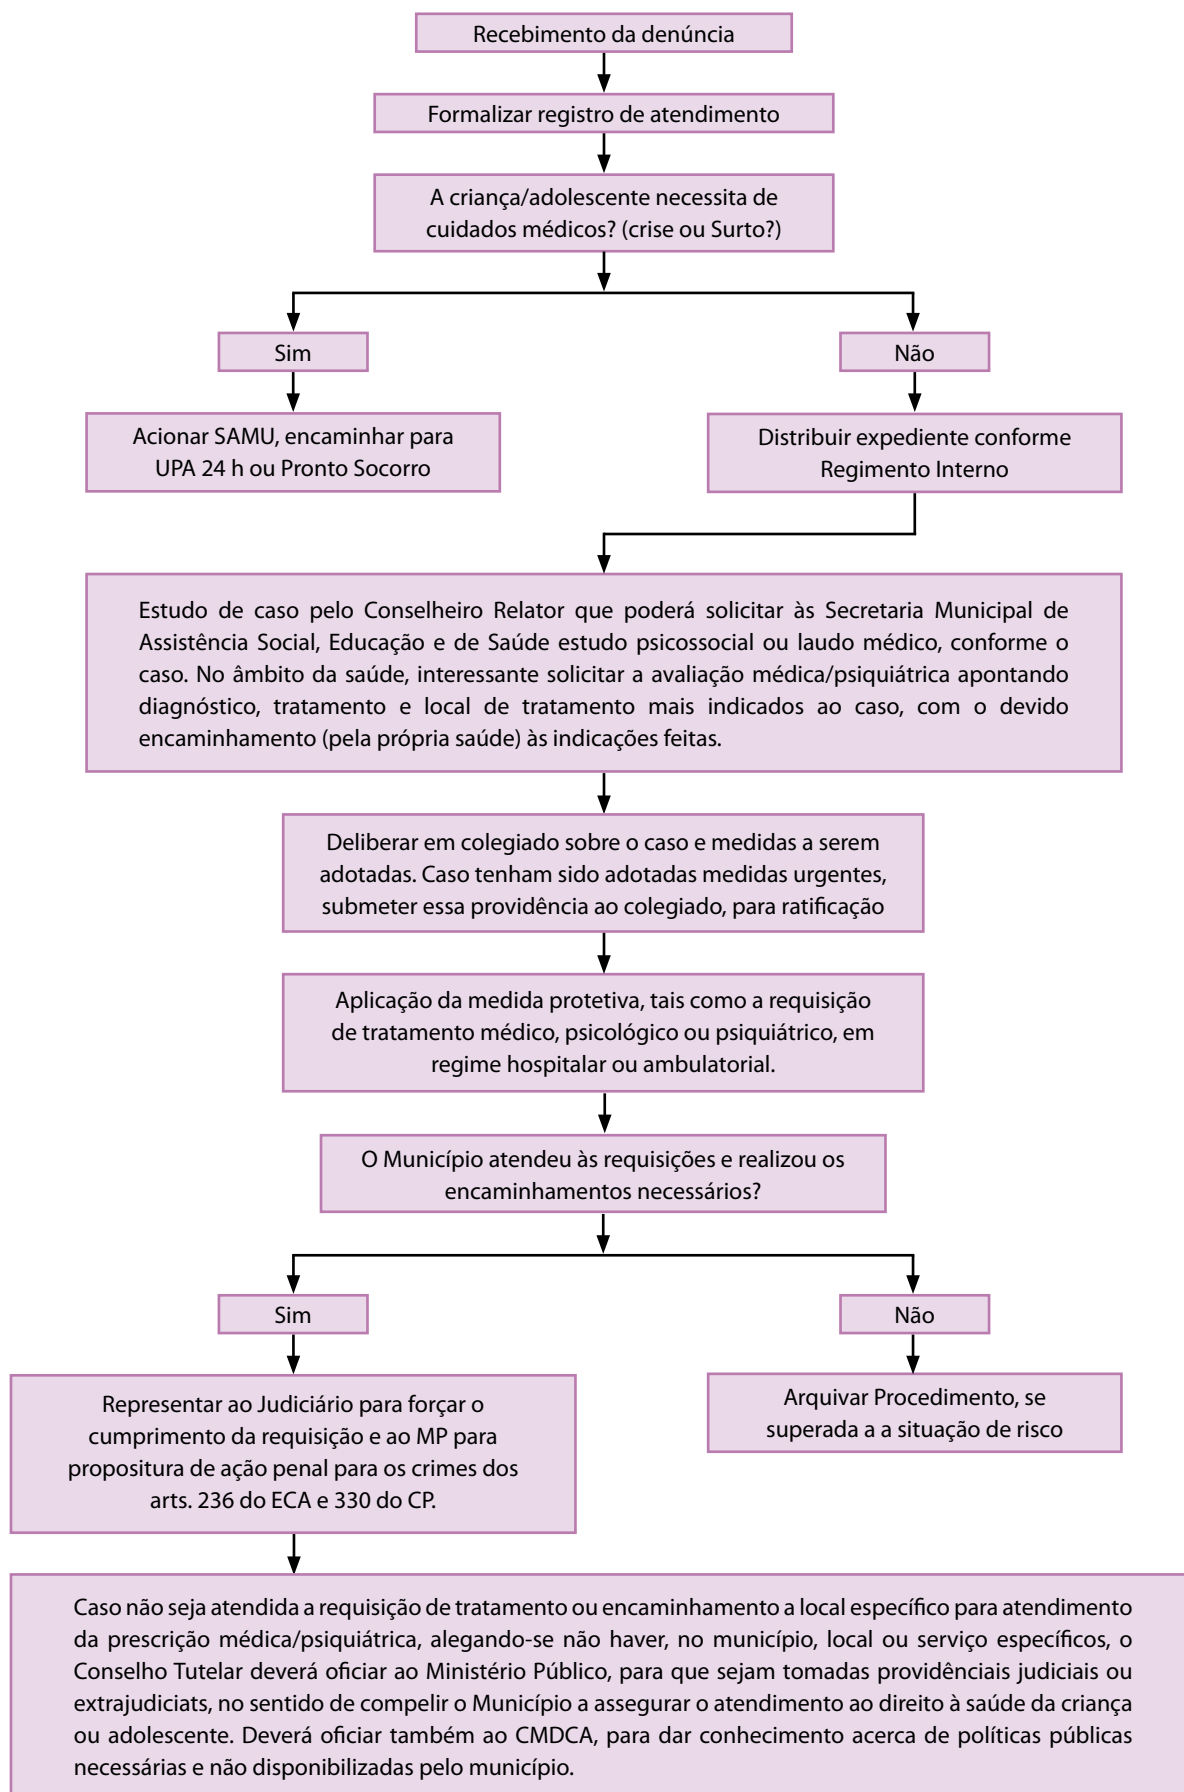 Recebimento da denúncia
Formalizar registro de atendimento
A criança/adolescente necessita de
cuidados médicos? (crise ou Surto?)
Sim
Não
Acionar SAMU, encaminhar para
UPA 24 h ou Pronto Socorro
Distribuir expediente conforme
Regimento Interno
Estudo de caso pelo Conselheiro Relator que poderá solicitar às Secretaria Municipal de
Assistência Social, Educação e de Saúde estudo psicossocial ou laudo médico, conforme o
caso. No âmbito da saúde, interessante solicitar a avaliação médica/psiquiátrica apontando
diagnóstico, tratamento e local de tratamento mais indicados ao caso, com o devido
encaminhamento (pela própria saúde) às indicações feitas.
Deliberar em colegiado sobre o caso e medidas a serem
adotadas. Caso tenham sido adotadas medidas urgentes,
submeter essa providência ao colegiado, para ratificação
Aplicação da medida protetiva, tais como a requisição
de tratamento médico, psicológico ou psiquiátrico, em
regime hospitalar ou ambulatorial.
O Município atendeu às requisições e realizou os
encaminhamentos necessários?
Sim
Não
Representar ao Judiciário para forçar o
cumprimento da requisição e ao MP para
propositura de ação penal para os crimes dos
arts. 236 do ECA e 330 do CP.
Arquivar Procedimento, se
superada a a situação de risco
Caso não seja atendida a requisição de tratamento ou encaminhamento a local específico para atendimento
da prescrição médica/psiquiátrica, alegando-se não haver, no município, local ou serviço específicos, o
Conselho Tutelar deverá oficiar ao Ministério Público, para que sejam tomadas providênciais judiciais ou
extrajudiciats, no sentido de compelir o Município a assegurar o atendimento ao direito à saúde da criança
ou adolescente. Deverá oficiar também ao CMDCA, para dar conhecimento acerca de políticas públicas
necessárias e não disponibilizadas pelo município.